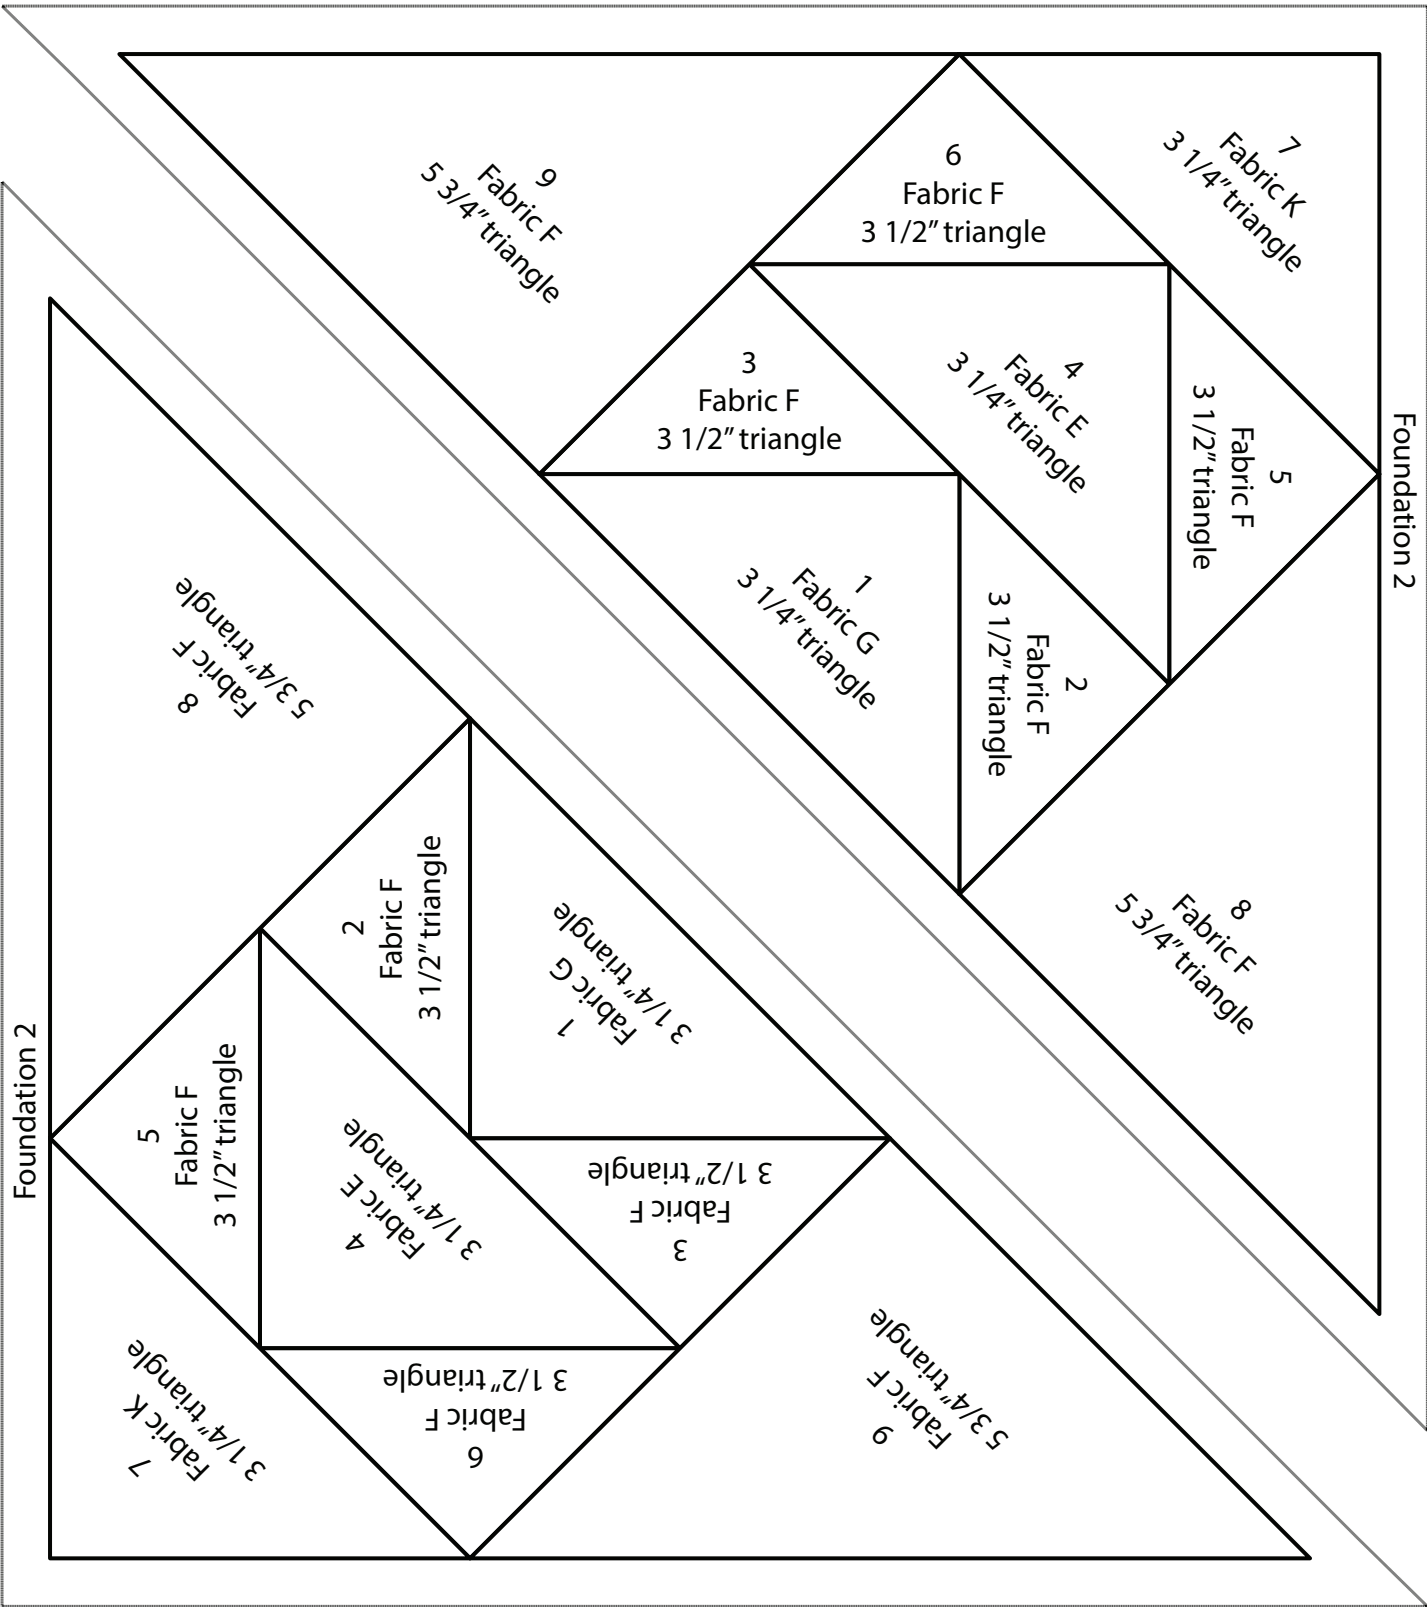 9
Fabric F
5 3/4" triangle
6
Fabric F
3 1/2" triangle
7
Fabric K
3 1/4" triangle
3
Fabric F
3 1/2" triangle
4
Fabric E
3 1/4" triangle
5
Fabric F
3 1/2" triangle
Foundation 2
1
Fabric G
3 1/4" triangle
2
Fabric F
3 1/2" triangle
8
Fabric F
5 3/4" triangle
8
Fabric F
5 3/4" triangle
2
Fabric F
3 1/2" triangle
1
Fabric G
3 1/4" triangle
Foundation 2
5
Fabric F
3 1/2" triangle
4
Fabric E
3 1/4" triangle
3
Fabric F
3 1/2" triangle
7
Fabric K
3 1/4" triangle
6
Fabric F
3 1/2" triangle
9
Fabric F
5 3/4" triangle